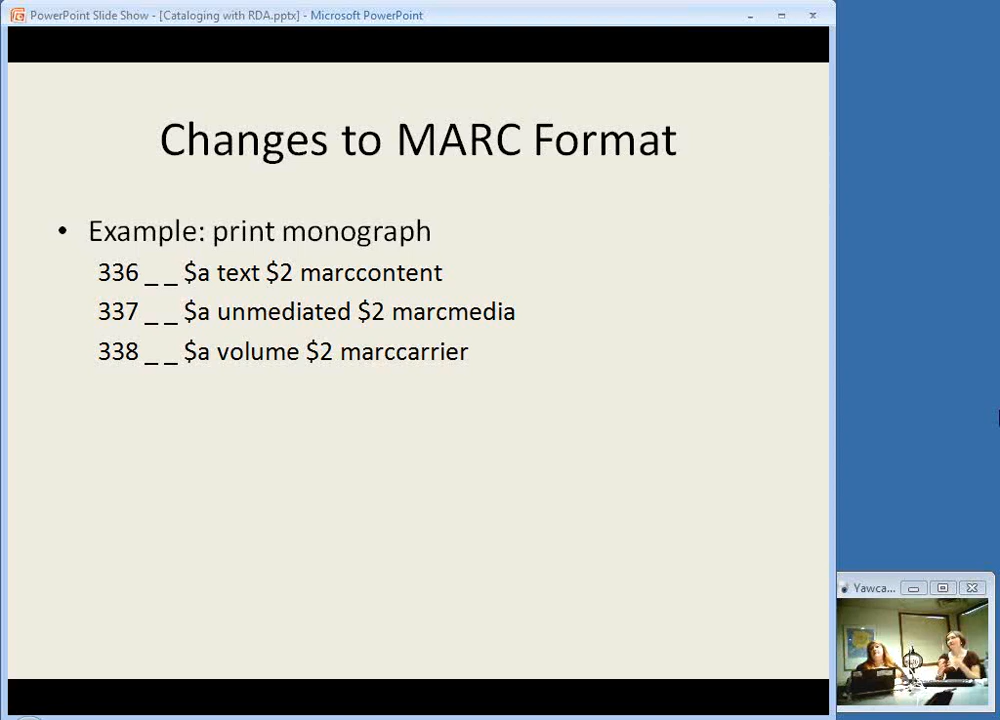 PowerPoint Slide Show - [Cataloging with RDA.pptx] - Microsoft PowerPoint
Changes to MARC Format
• Example: print monograph
336 _ _ $a text $2 marccontent
337 _ _ $a unmediated $2 marcmedia
338 _ _ $a volume $2 marccarrier
Yawca...